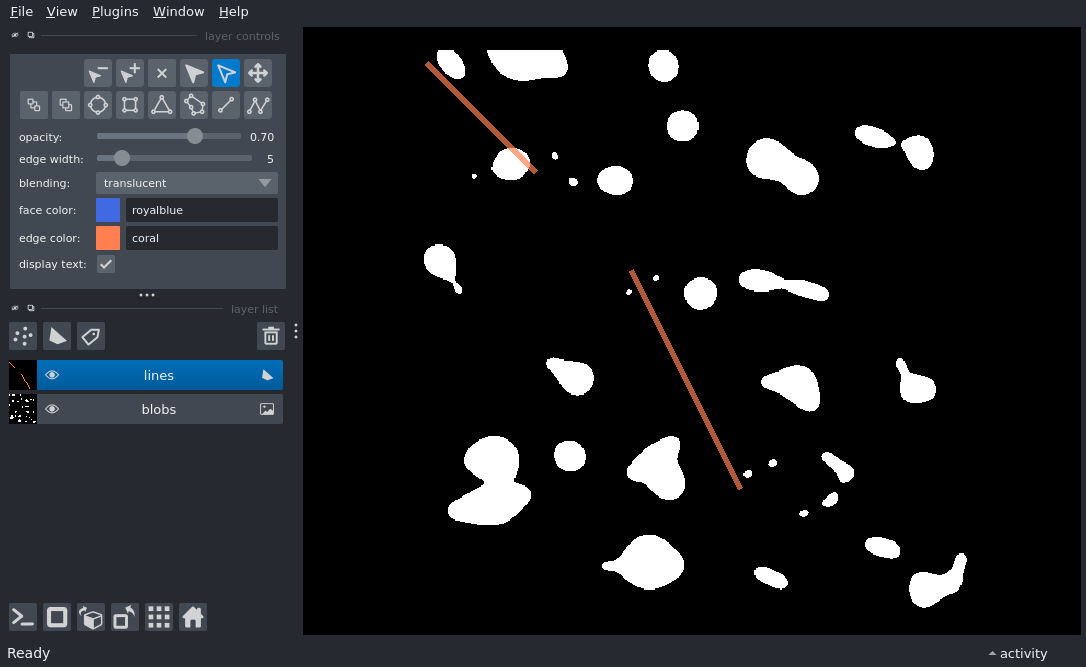 File View Plugins Window Help
layer controls
opacity: 0.70
edge width: 5
blending: translucent
face color: royalblue
edge color: coral
display text:
layer list
lines
blobs
Ready
activity